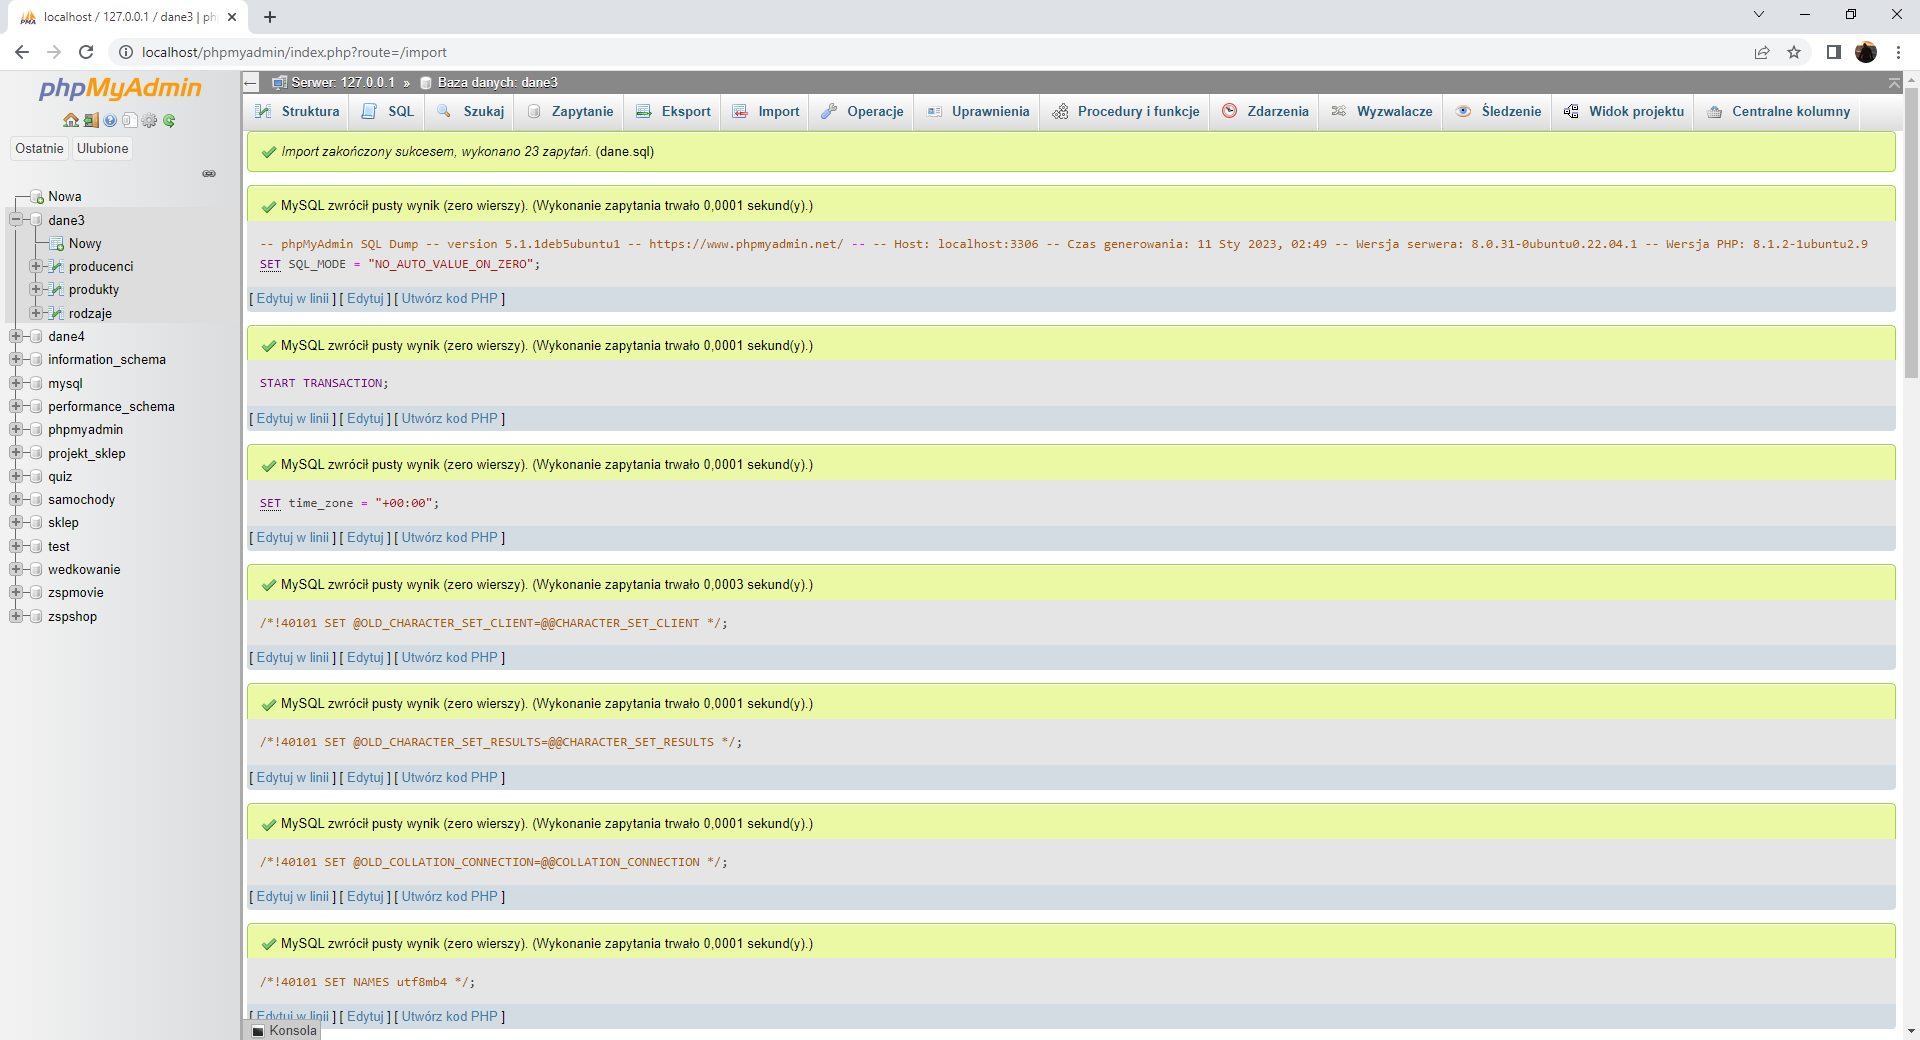 localhost / 127.0.0.1 / dane3 | ph
localhost/phpmyadmin/index.php?route=/import
phpMyAdmin
Ostatnie Ulubione
Nowa
dane3
Nowy
producenci
produkty
rodzaje
dane4
information_schema
mysql
performance_schema
phpmyadmin
projekt_sklep
quiz
samochody
sklep
test
wedkowanie
zspmovie
zspshop
Serwer: 127.0.0.1 » Baza danych: dane3
Struktura SQL Szukaj Zapytanie Eksport Import Operacje Uprawnienia Procedury i funkcje Zdarzenia Wyzwalacze Śledzenie Widok projektu Centralne kolumny
Import zakończony sukcesem, wykonano 23 zapytań. (dane.sql)
MySQL zwrócił pusty wynik (zero wierszy). (Wykonanie zapytania trwało 0,0001 sekund(y).)
-- phpMyAdmin SQL Dump -- version 5.1.1deb5ubuntu1 -- https://www.phpmyadmin.net/ -- -- Host: localhost:3306 -- Czas generowania: 11 Sty 2023, 02:49 -- Wersja serwera: 8.0.31-0ubuntu0.22.04.1 -- Wersja PHP: 8.1.2-1ubuntu2.9
SET SQL_MODE = "NO_AUTO_VALUE_ON_ZERO";
[ Edytuj w linii ] [ Edytuj ] [ Utwórz kod PHP ]
MySQL zwrócił pusty wynik (zero wierszy). (Wykonanie zapytania trwało 0,0001 sekund(y).)
START TRANSACTION;
[ Edytuj w linii ] [ Edytuj ] [ Utwórz kod PHP ]
MySQL zwrócił pusty wynik (zero wierszy). (Wykonanie zapytania trwało 0,0001 sekund(y).)
SET time_zone = "+00:00";
[ Edytuj w linii ] [ Edytuj ] [ Utwórz kod PHP ]
MySQL zwrócił pusty wynik (zero wierszy). (Wykonanie zapytania trwało 0,0003 sekund(y).)
/*!40101 SET @OLD_CHARACTER_SET_CLIENT=@@CHARACTER_SET_CLIENT */;
[ Edytuj w linii ] [ Edytuj ] [ Utwórz kod PHP ]
MySQL zwrócił pusty wynik (zero wierszy). (Wykonanie zapytania trwało 0,0001 sekund(y).)
/*!40101 SET @OLD_CHARACTER_SET_RESULTS=@@CHARACTER_SET_RESULTS */;
[ Edytuj w linii ] [ Edytuj ] [ Utwórz kod PHP ]
MySQL zwrócił pusty wynik (zero wierszy). (Wykonanie zapytania trwało 0,0001 sekund(y).)
/*!40101 SET @OLD_COLLATION_CONNECTION=@@COLLATION_CONNECTION */;
[ Edytuj w linii ] [ Edytuj ] [ Utwórz kod PHP ]
MySQL zwrócił pusty wynik (zero wierszy). (Wykonanie zapytania trwało 0,0001 sekund(y).)
/*!40101 SET NAMES utf8mb4 */;
[ Edytuj w linii ] [ Edytuj ] [ Utwórz kod PHP ]
Konsola